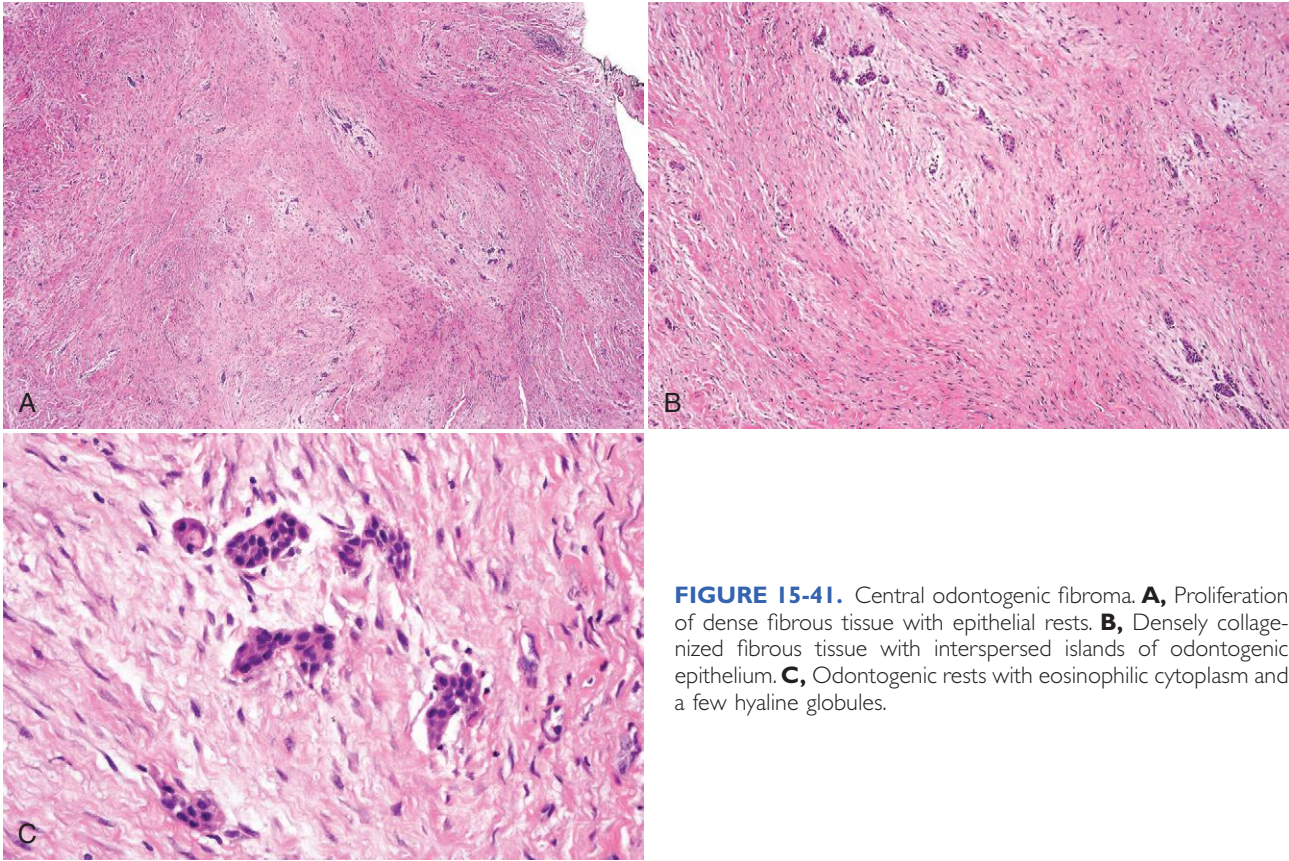 A
B
C
FIGURE 15-41. Central odontogenic fibroma. A, Proliferation
of dense fibrous tissue with epithelial rests. B, Densely collage-
nized fibrous tissue with interspersed islands of odontogenic
epithelium. C, Odontogenic rests with eosinophilic cytoplasm and
a few hyaline globules.